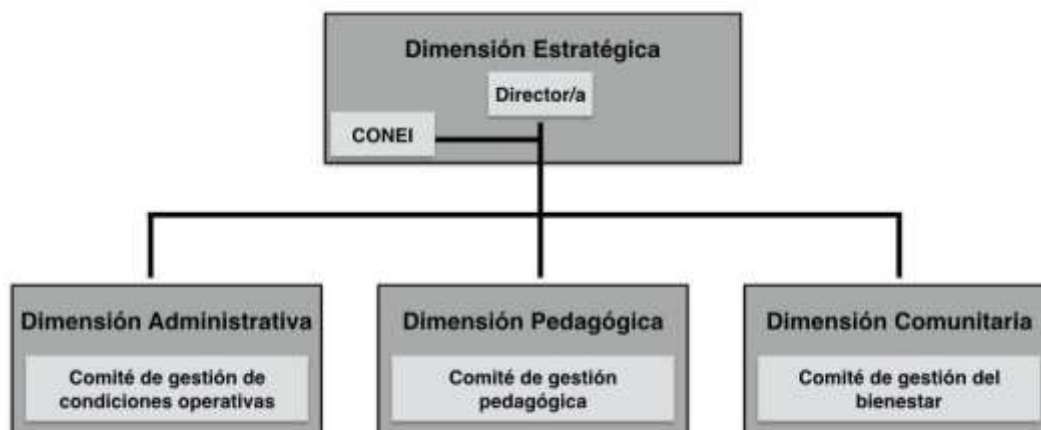 Dimensión Estratégica
Director/a
CONEI
Dimensión Administrativa
Comité de gestión de
condiciones operativas
Dimensión Pedagógica
Comité de gestión
pedagógica
Dimensión Comunitaria
Comité de gestión del
bienestar